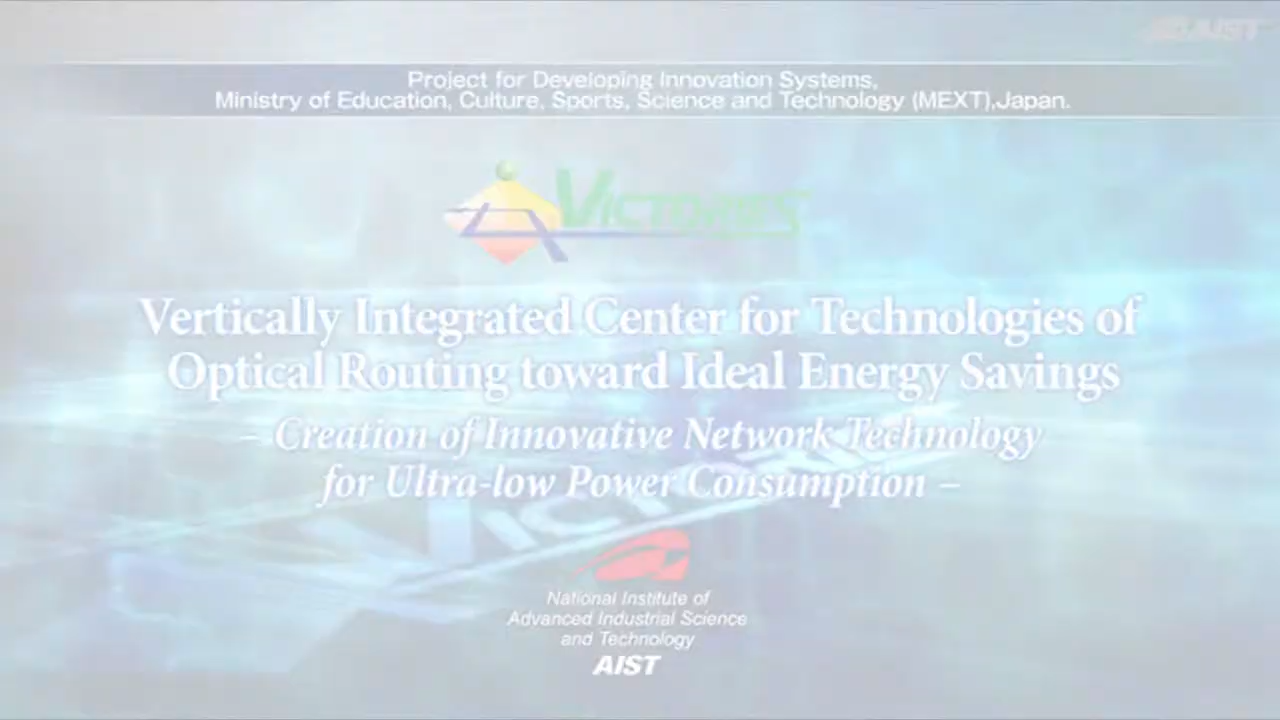 AIST
Project for Developing Innovation Systems,
Ministry of Education, Culture, Sports, Science and Technology (MEXT),Japan.
VICTORIES
Vertically Integrated Center for Technologies of
Optical Routing toward Ideal Energy Savings
– Creation of Innovative Network Technology
for Ultra-low Power Consumption –
VICTORIES
National Institute of
Advanced Industrial Science
and Technology
AIST